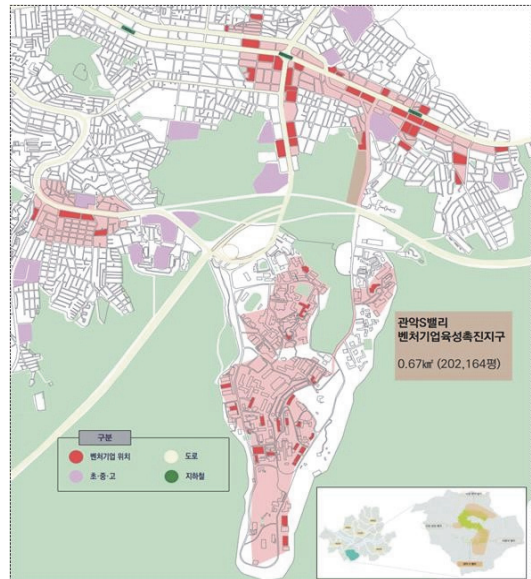 관악S밸리
벤처기업육성촉진지구
0.67㎢ (202,164평)
구분
벤처기업 위치
도로
초·중·고
지하철